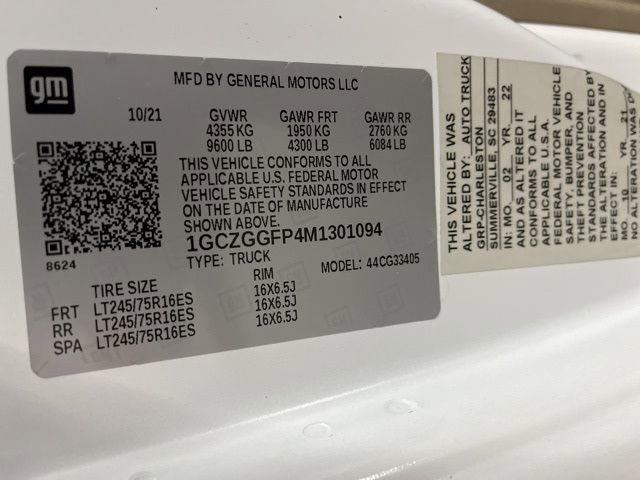 gm
MFD BY GENERAL MOTORS LLC
10/21 GVWR GAWR FRT GAWR RR
4355 KG 1950 KG 2760 KG
9600 LB 4300 LB 6084 LB
THIS VEHICLE CONFORMS TO ALL
APPLICABLE U.S. FEDERAL MOTOR
VEHICLE SAFETY STANDARDS IN EFFECT
ON THE DATE OF MANUFACTURE
SHOWN ABOVE.
8624
1GCZGGFP4M1301094
TYPE: TRUCK MODEL: 44CG33405
TIRE SIZE RIM
FRT LT245/75R16ES 16X6.5J
RR LT245/75R16ES 16X6.5J
SPA LT245/75R16ES 16X6.5J
THIS VEHICLE WAS
ALTERED BY: AUTO TRUCK
GRP-CHARLESTON
SUMMERVILLE, SC 29483
IN: MO. 02 YR. 22
AND AS ALTERED IT
CONFORMS TO ALL
APPLICABLE U.S.A.
FEDERAL MOTOR VEHICLE
SAFETY, BUMPER, AND
THEFT PREVENTION
STANDARDS AFFECTED BY
THE ALTERATION AND IN
EFFECT IN:
MO. 10 YR. 21
NO ALTERATION